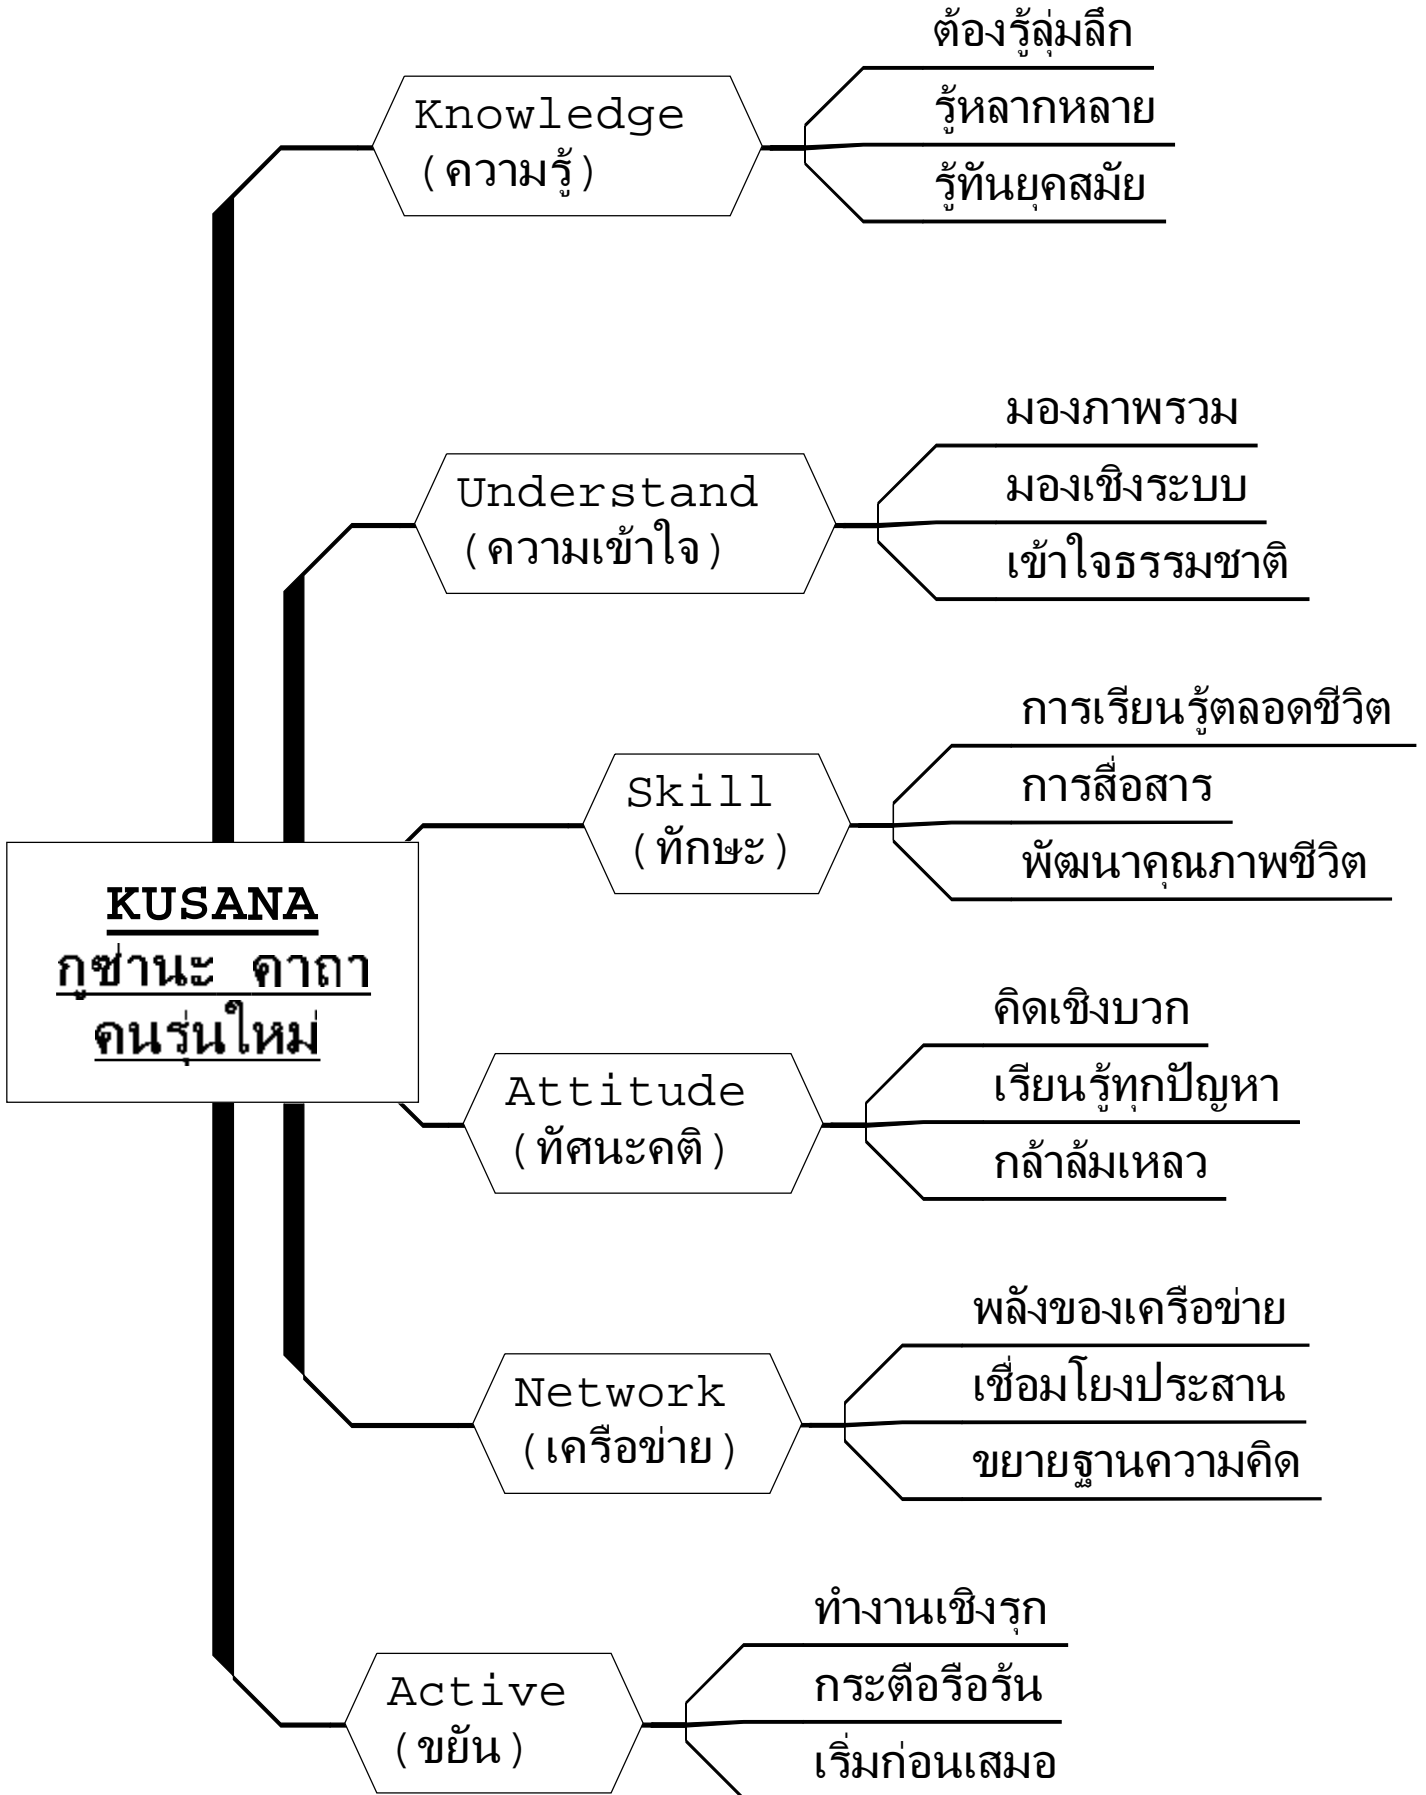 KUSANA
กูซ่านะ คาถา
คนรุ่นใหม่
Knowledge
(ความรู้)
ต้องรู้ลุ่มลึก
รู้หลากหลาย
รู้ทันยุคสมัย
Understand
(ความเข้าใจ)
มองภาพรวม
มองเชิงระบบ
เข้าใจธรรมชาติ
Skill
(ทักษะ)
การเรียนรู้ตลอดชีวิต
การสื่อสาร
พัฒนาคุณภาพชีวิต
Attitude
(ทัศนะคติ)
คิดเชิงบวก
เรียนรู้ทุกปัญหา
กล้าล้มเหลว
Network
(เครือข่าย)
พลังของเครือข่าย
เชื่อมโยงประสาน
ขยายฐานความคิด
Active
(ขยัน)
ทำงานเชิงรุก
กระตือรือร้น
เริ่มก่อนเสมอ